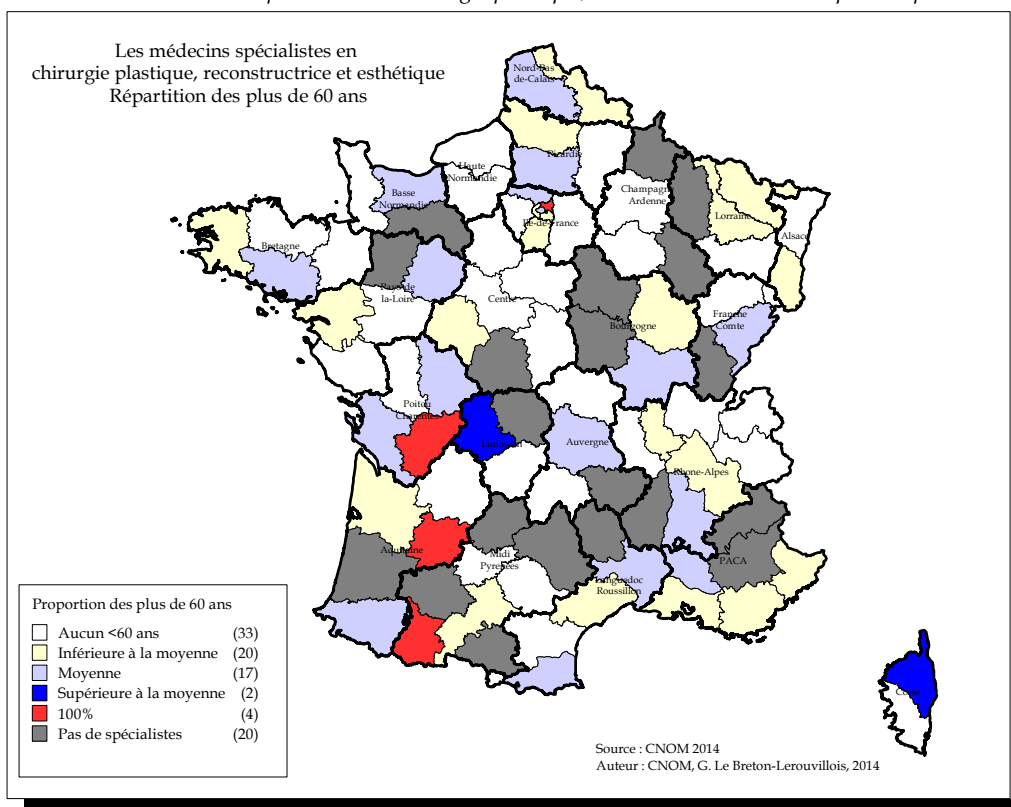 Les médecins spécialistes en
chirurgie plastique, reconstructrice et esthétique
Répartition des plus de 60 ans
Nord-Pas
de-Calais
Picardie
Haute
Normandie
Basse
Normandie
Champagne
Ardenne
Lorraine
Alsace
Ile-de-France
Bretagne
Pays de
la-Loire
Centre
Bourgogne
Franche
Comte
Poitou
Charentes
Limousin
Auvergne
Rhone-Alpes
Aquitaine
Midi
Pyrenees
Languedoc
Roussillon
PACA
Corse
Proportion des plus de 60 ans
Aucun <60 ans (33)
Inférieure à la moyenne (20)
Moyenne (17)
Supérieure à la moyenne (2)
100% (4)
Pas de spécialistes (20)
Source : CNOM 2014
Auteur : CNOM, G. Le Breton-Lerouvillois, 2014